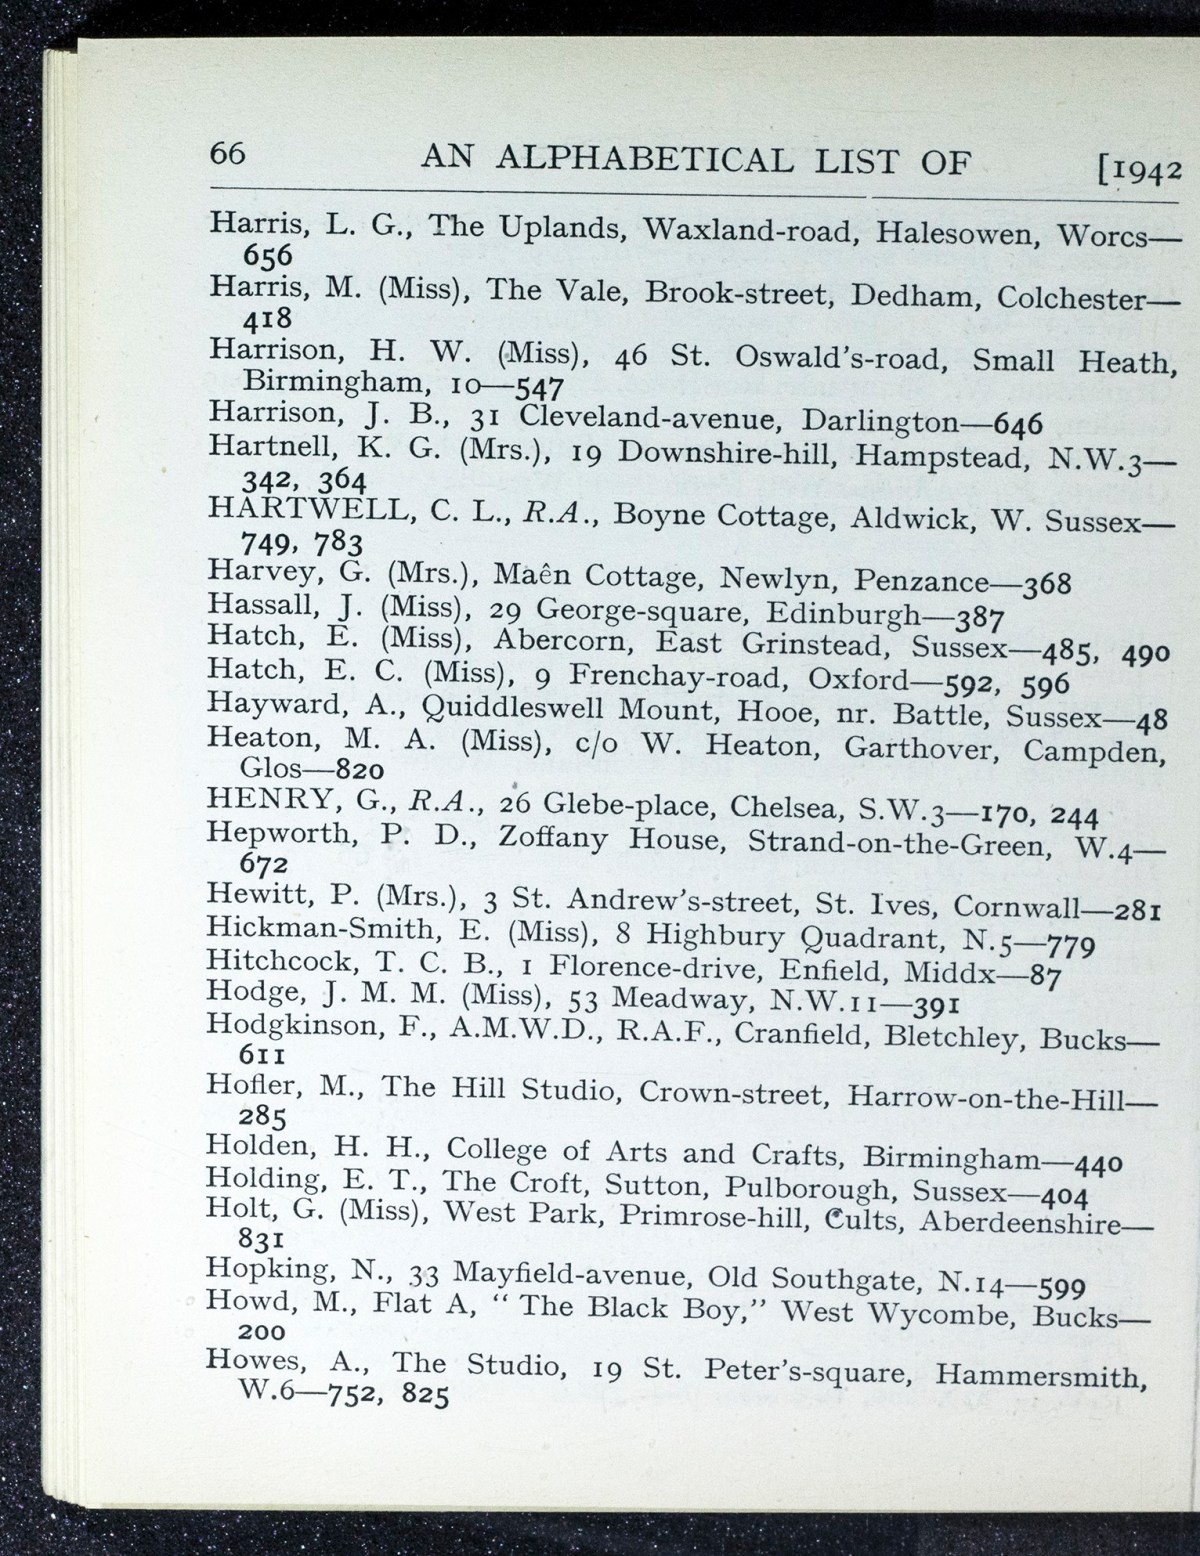 66 AN ALPHABETICAL LIST OF [1942
Harris, L. G., The Uplands, Waxland-road, Halesowen, Worcs—
656
Harris, M. (Miss), The Vale, Brook-street, Dedham, Colchester—
418
Harrison, H. W. (Miss), 46 St. Oswald's-road, Small Heath,
Birmingham, 10—547
Harrison, J. B., 31 Cleveland-avenue, Darlington—646
Hartnell, K. G. (Mrs.), 19 Downshire-hill, Hampstead, N.W.3—
342, 364
HARTWELL, C. L., R.A., Boyne Cottage, Aldwick, W. Sussex—
749, 783
Harvey, G. (Mrs.), Maên Cottage, Newlyn, Penzance—368
Hassall, J. (Miss), 29 George-square, Edinburgh—387
Hatch, E. (Miss), Abercorn, East Grinstead, Sussex—485, 490
Hatch, E. C. (Miss), 9 Frenchay-road, Oxford—592, 596
Hayward, A., Quiddleswell Mount, Hooe, nr. Battle, Sussex—48
Heaton, M. A. (Miss), c/o W. Heaton, Garthover, Campden,
Glos—820
HENRY, G., R.A., 26 Glebe-place, Chelsea, S.W.3—170, 244
Hepworth, P. D., Zoffany House, Strand-on-the-Green, W.4—
672
Hewitt, P. (Mrs.), 3 St. Andrew's-street, St. Ives, Cornwall—281
Hickman-Smith, E. (Miss), 8 Highbury Quadrant, N.5—779
Hitchcock, T. C. B., 1 Florence-drive, Enfield, Middx—87
Hodge, J. M. M. (Miss), 53 Meadway, N.W.11—391
Hodgkinson, F., A.M.W.D., R.A.F., Cranfield, Bletchley, Bucks—
611
Hofler, M., The Hill Studio, Crown-street, Harrow-on-the-Hill—
285
Holden, H. H., College of Arts and Crafts, Birmingham—440
Holding, E. T., The Croft, Sutton, Pulborough, Sussex—404
Holt, G. (Miss), West Park, Primrose-hill, Cults, Aberdeenshire—
831
Hopking, N., 33 Mayfield-avenue, Old Southgate, N.14—599
Howd, M., Flat A, “ The Black Boy,” West Wycombe, Bucks—
200
Howes, A., The Studio, 19 St. Peter's-square, Hammersmith,
W.6—752, 825